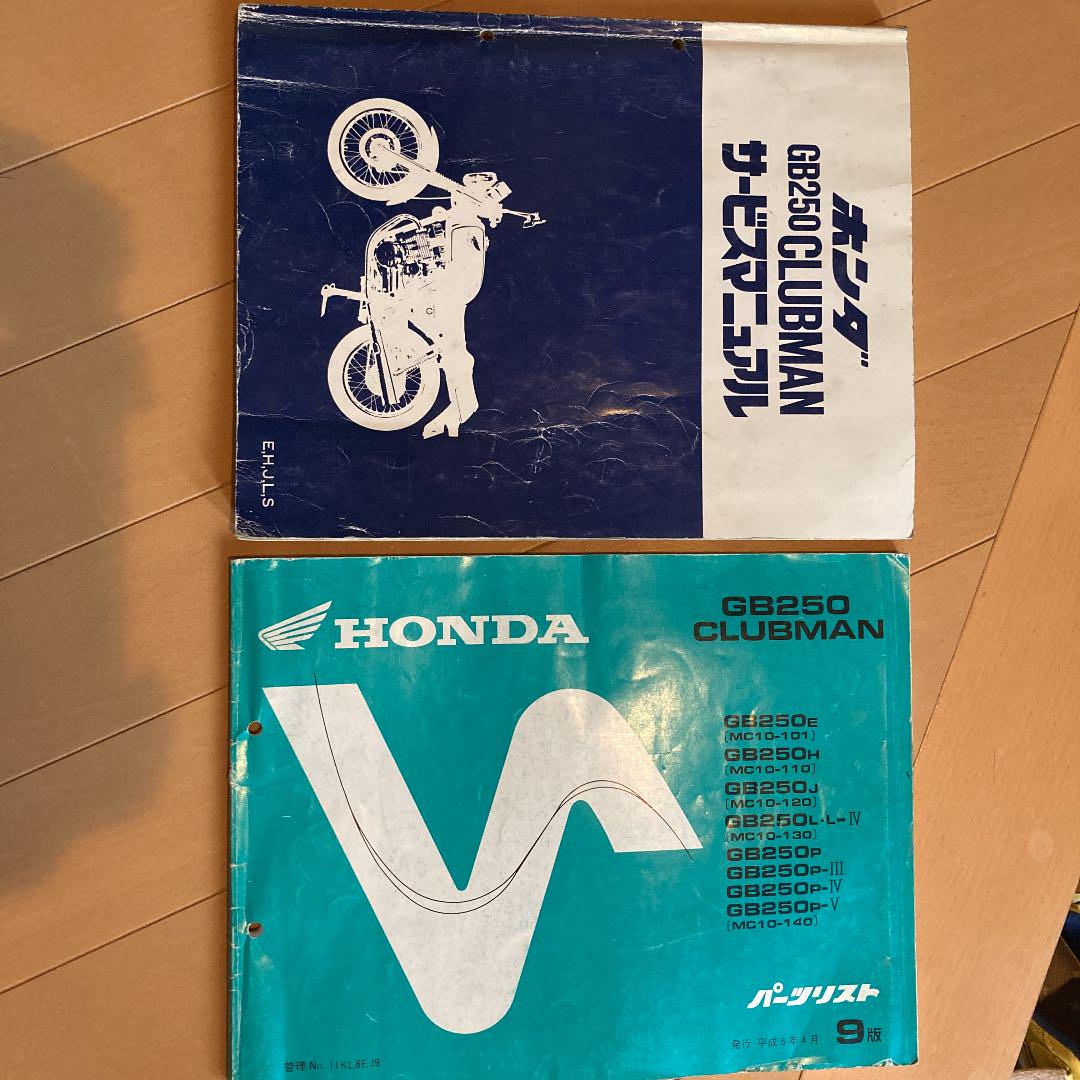 ホンダ
GB250 CLUBMAN
サービスマニュアル
E,H,J,L,S
HONDA
GB250
CLUBMAN
GB250E
(MC10-101)
GB250H
(MC10-110)
GB250J
(MC10-120)
GB250L・L-IV
(MC10-130)
GB250P
GB250P-III
GB250P-IV
GB250P-V
(MC10-140)
パーツリスト
発行 平成5年4月 9版
管理No. 11KL8EJ9